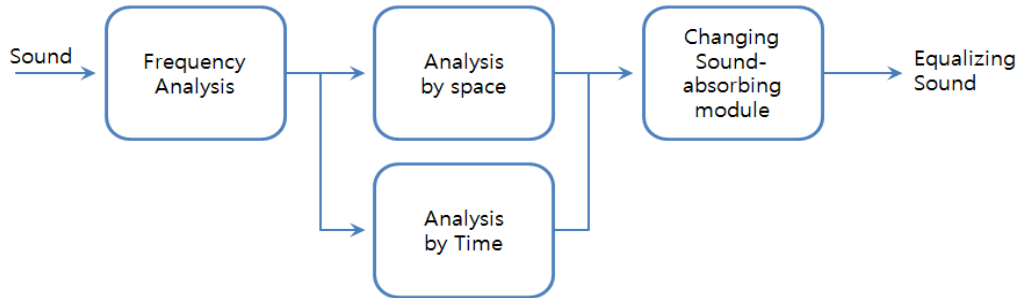 Sound
Frequency
Analysis
Analysis
by space
Analysis
by Time
Changing
Sound-
absorbing
module
Equalizing
Sound